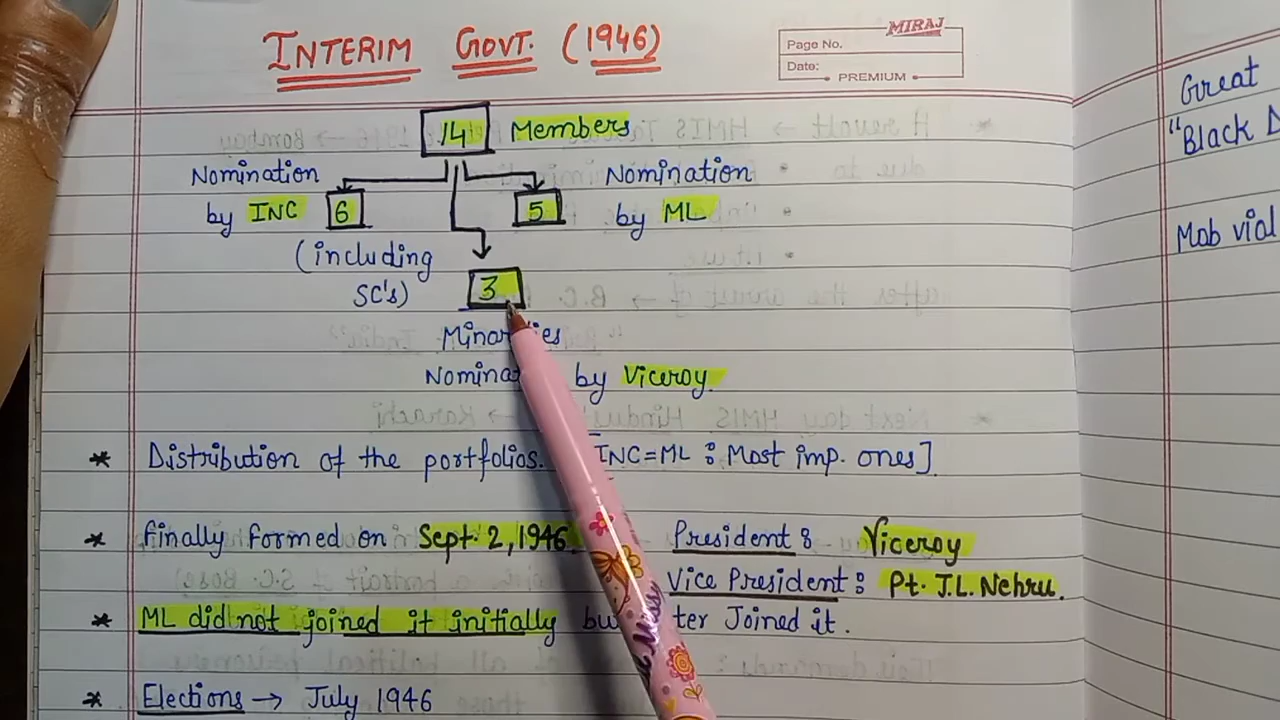 INTERIM GOVT. (1946)
MIRAJ
Page No.
Date:
PREMIUM
14 Members
Nomination by INC 6
(including SC's)
5 Nomination by ML
3
by Viceroy
* Distribution of the portfolios. INC=ML : Most imp. ones]
* Finally formed on Sept. 2, 1946. President : Viceroy
Vice President : Pt. J.L. Nehru.
* ML did not joined it initially Joined it.
* Elections → July 1946
Great
"Black
Mob